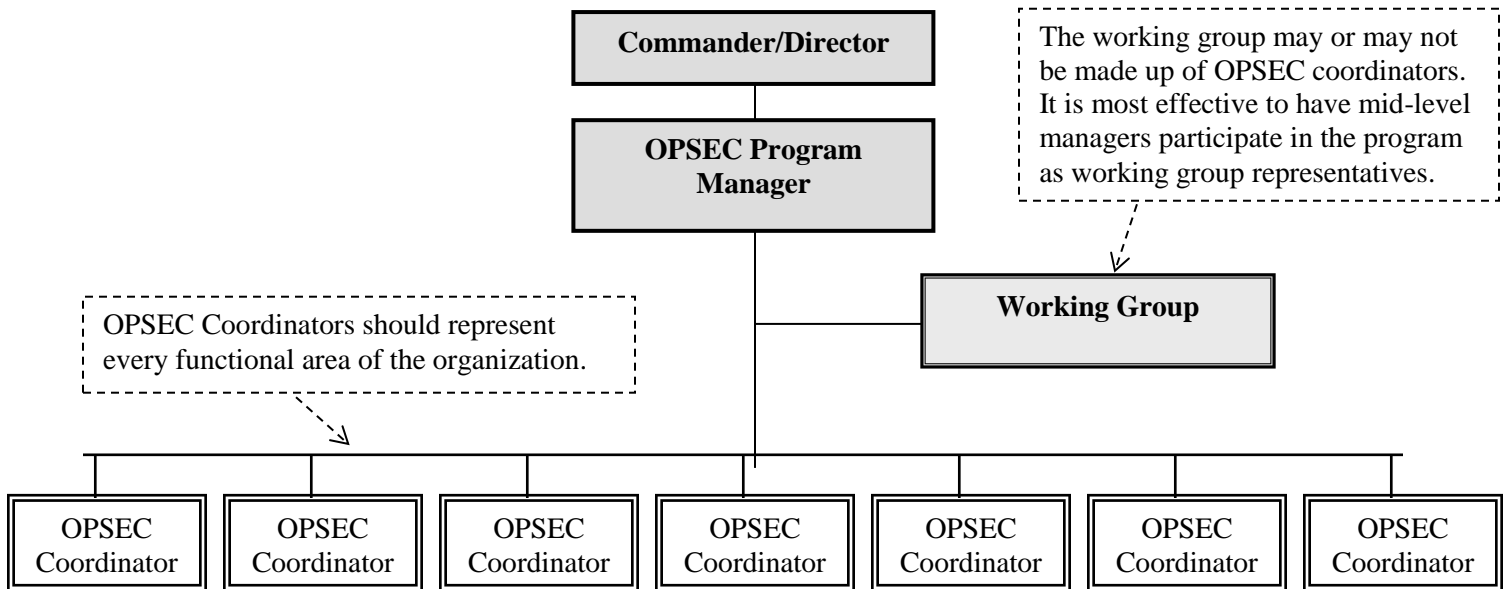 Commander/Director
The working group may or may not
be made up of OPSEC coordinators.
It is most effective to have mid-level
managers participate in the program
as working group representatives.
OPSEC Program
Manager
Working Group
OPSEC Coordinators should represent
every functional area of the organization.
OPSEC
Coordinator
OPSEC
Coordinator
OPSEC
Coordinator
OPSEC
Coordinator
OPSEC
Coordinator
OPSEC
Coordinator
OPSEC
Coordinator